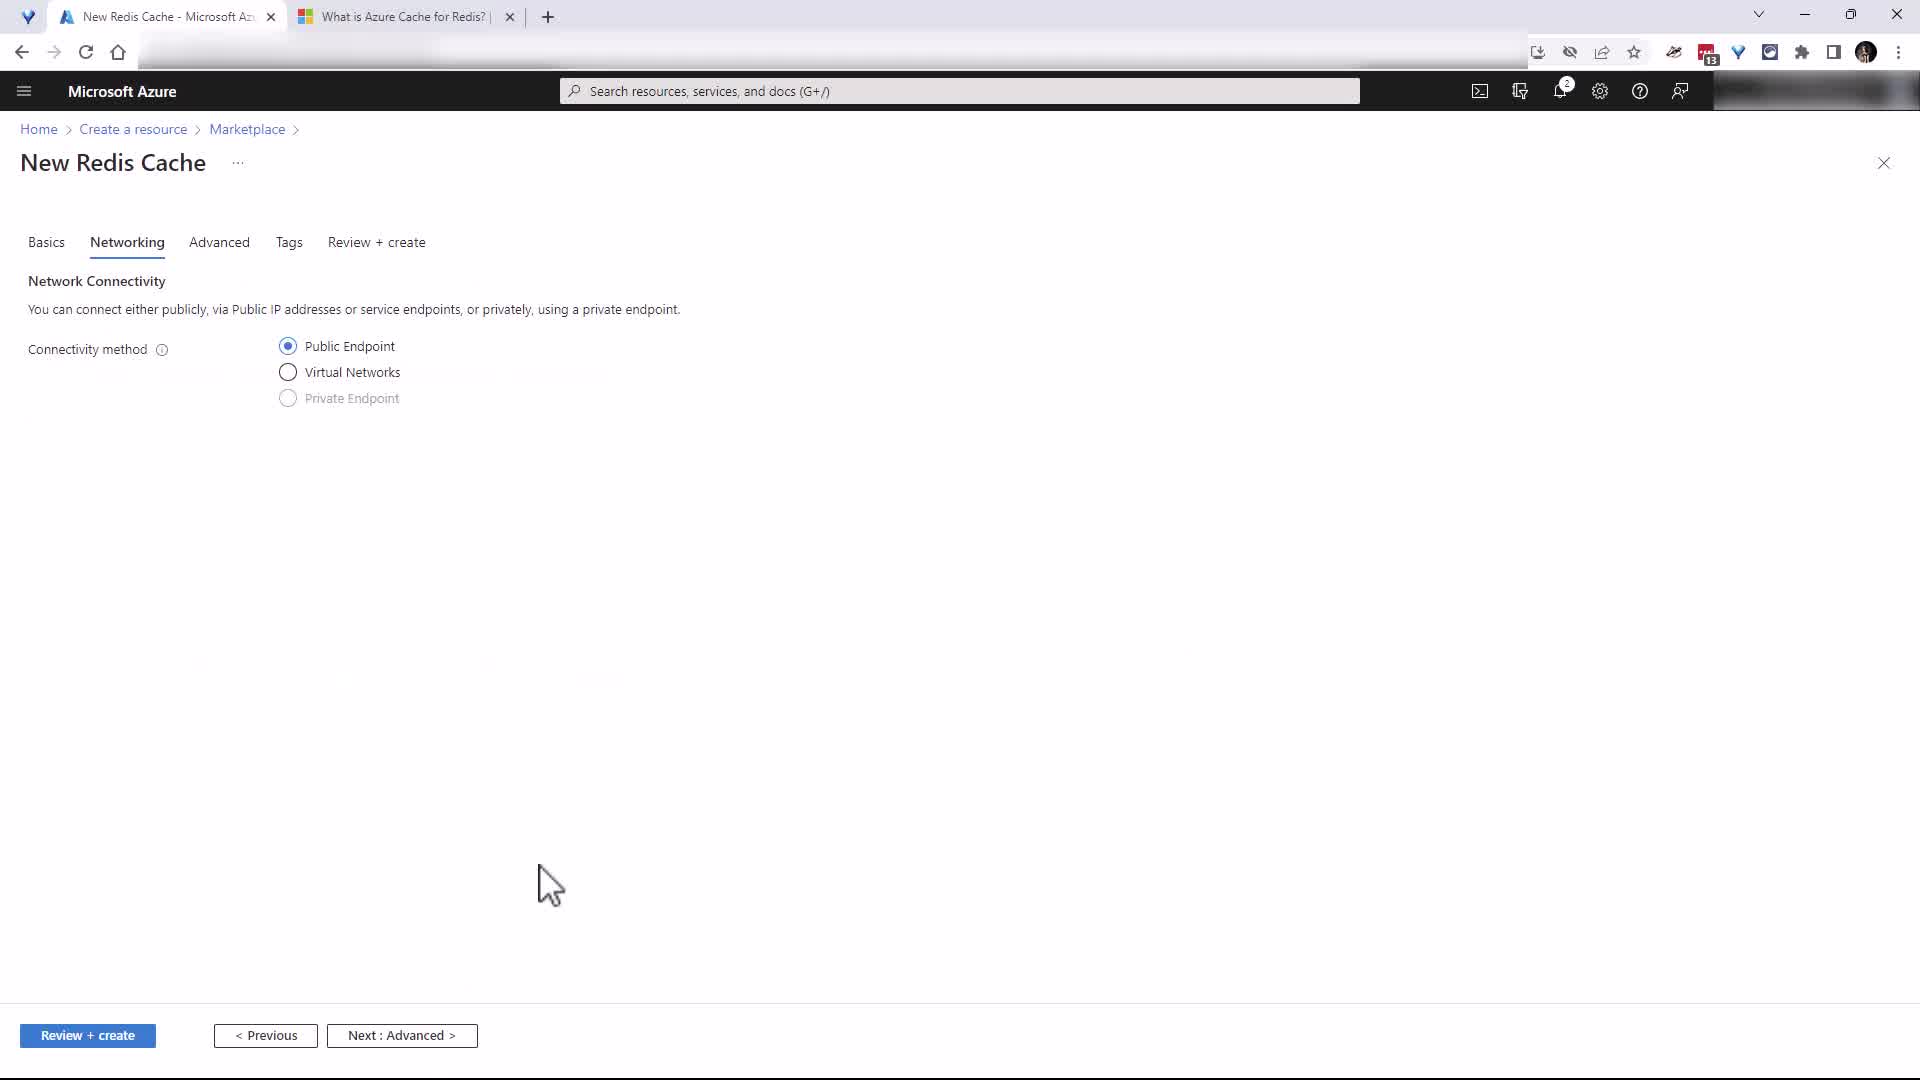 New Redis Cache - Microsoft Azu
What is Azure Cache for Redis? |
13
Microsoft Azure
Search resources, services, and docs (G+/)
2
Home > Create a resource > Marketplace >
New Redis Cache ...
Basics Networking Advanced Tags Review + create
Network Connectivity
You can connect either publicly, via Public IP addresses or service endpoints, or privately, using a private endpoint.
Connectivity method
Public Endpoint
Virtual Networks
Private Endpoint
Review + create
< Previous
Next : Advanced >